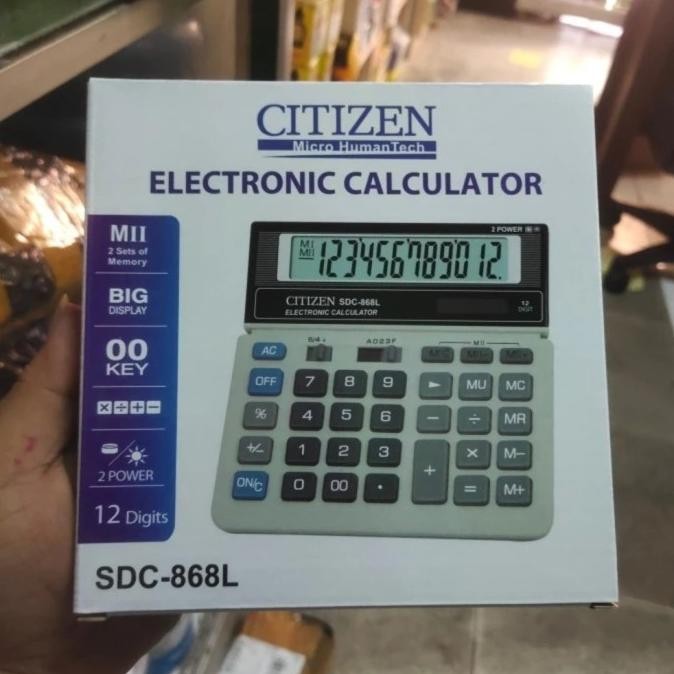 CITIZEN
Micro HumanTech
ELECTRONIC CALCULATOR
MII
2 Sets of
Memory
BIG
DISPLAY
00
KEY
× ÷ + −
2 POWER
12 Digits
2 POWER
MI
MII
123456789012.
CITIZEN SDC-868L
ELECTRONIC CALCULATOR
12
DIGIT
5/4
A023F
MII
AC
OFF 7 8 9 ► MU MC
% 4 5 6 − ÷ MR
+/− 1 2 3 + × M−
ON/C 0 00 • = M+
SDC-868L